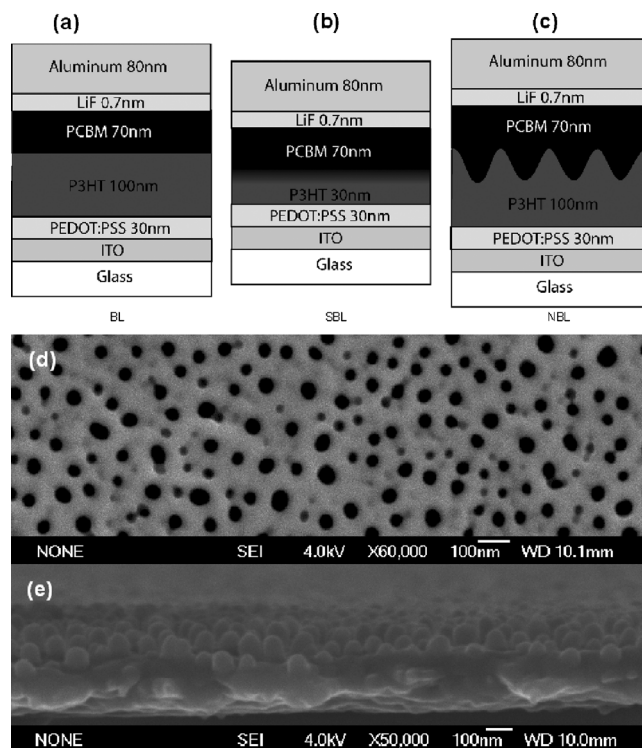 (a)
Aluminum 80nm
LiF 0.7nm
PCBM 70nm
P3HT 100nm
PEDOT:PSS 30nm
ITO
Glass
BL
(b)
Aluminum 80nm
LiF 0.7nm
PCBM 70nm
P3HT 30nm
PEDOT:PSS 30nm
ITO
Glass
SBL
(c)
Aluminum 80nm
LiF 0.7nm
PCBM 70nm
P3HT 100nm
PEDOT:PSS 30nm
ITO
Glass
NBL
(d)
NONE SEI 4.0kV X60,000 100nm WD 10.1mm
(e)
NONE SEI 4.0kV X50,000 100nm WD 10.0mm